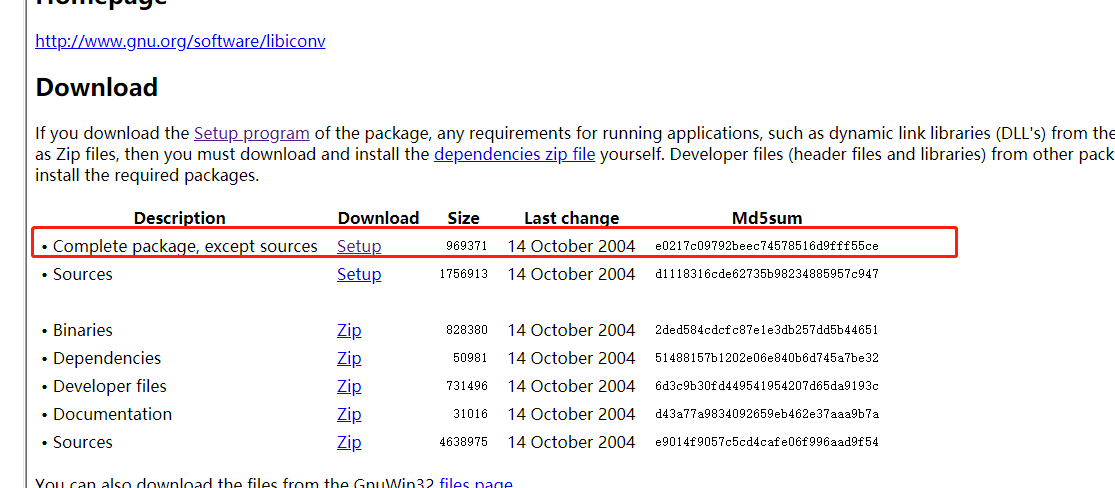 Homepage
http://www.gnu.org/software/libiconv
Download
If you download the Setup program of the package, any requirements for running applications, such as dynamic link libraries (DLL's) from the
as Zip files, then you must download and install the dependencies zip file yourself. Developer files (header files and libraries) from other pack
install the required packages.
Description Download Size Last change Md5sum
• Complete package, except sources Setup 969371 14 October 2004 e0217c09792beec74578516d9fff55ce
• Sources Setup 1756913 14 October 2004 d1118316cde62735b98234885957c947
• Binaries Zip 828380 14 October 2004 2ded584cdcfc87e1e3db257dd5b44651
• Dependencies Zip 50981 14 October 2004 51488157b1202e06e840b6d745a7be32
• Developer files Zip 731496 14 October 2004 6d3c9b30fd449541954207d65da9193c
• Documentation Zip 31016 14 October 2004 d43a77a9834092659eb462e37aaa9b7a
• Sources Zip 4638975 14 October 2004 e9014f9057c5cd4cafe06f996aad9f54
You can also download the files from the GnuWin32 files page